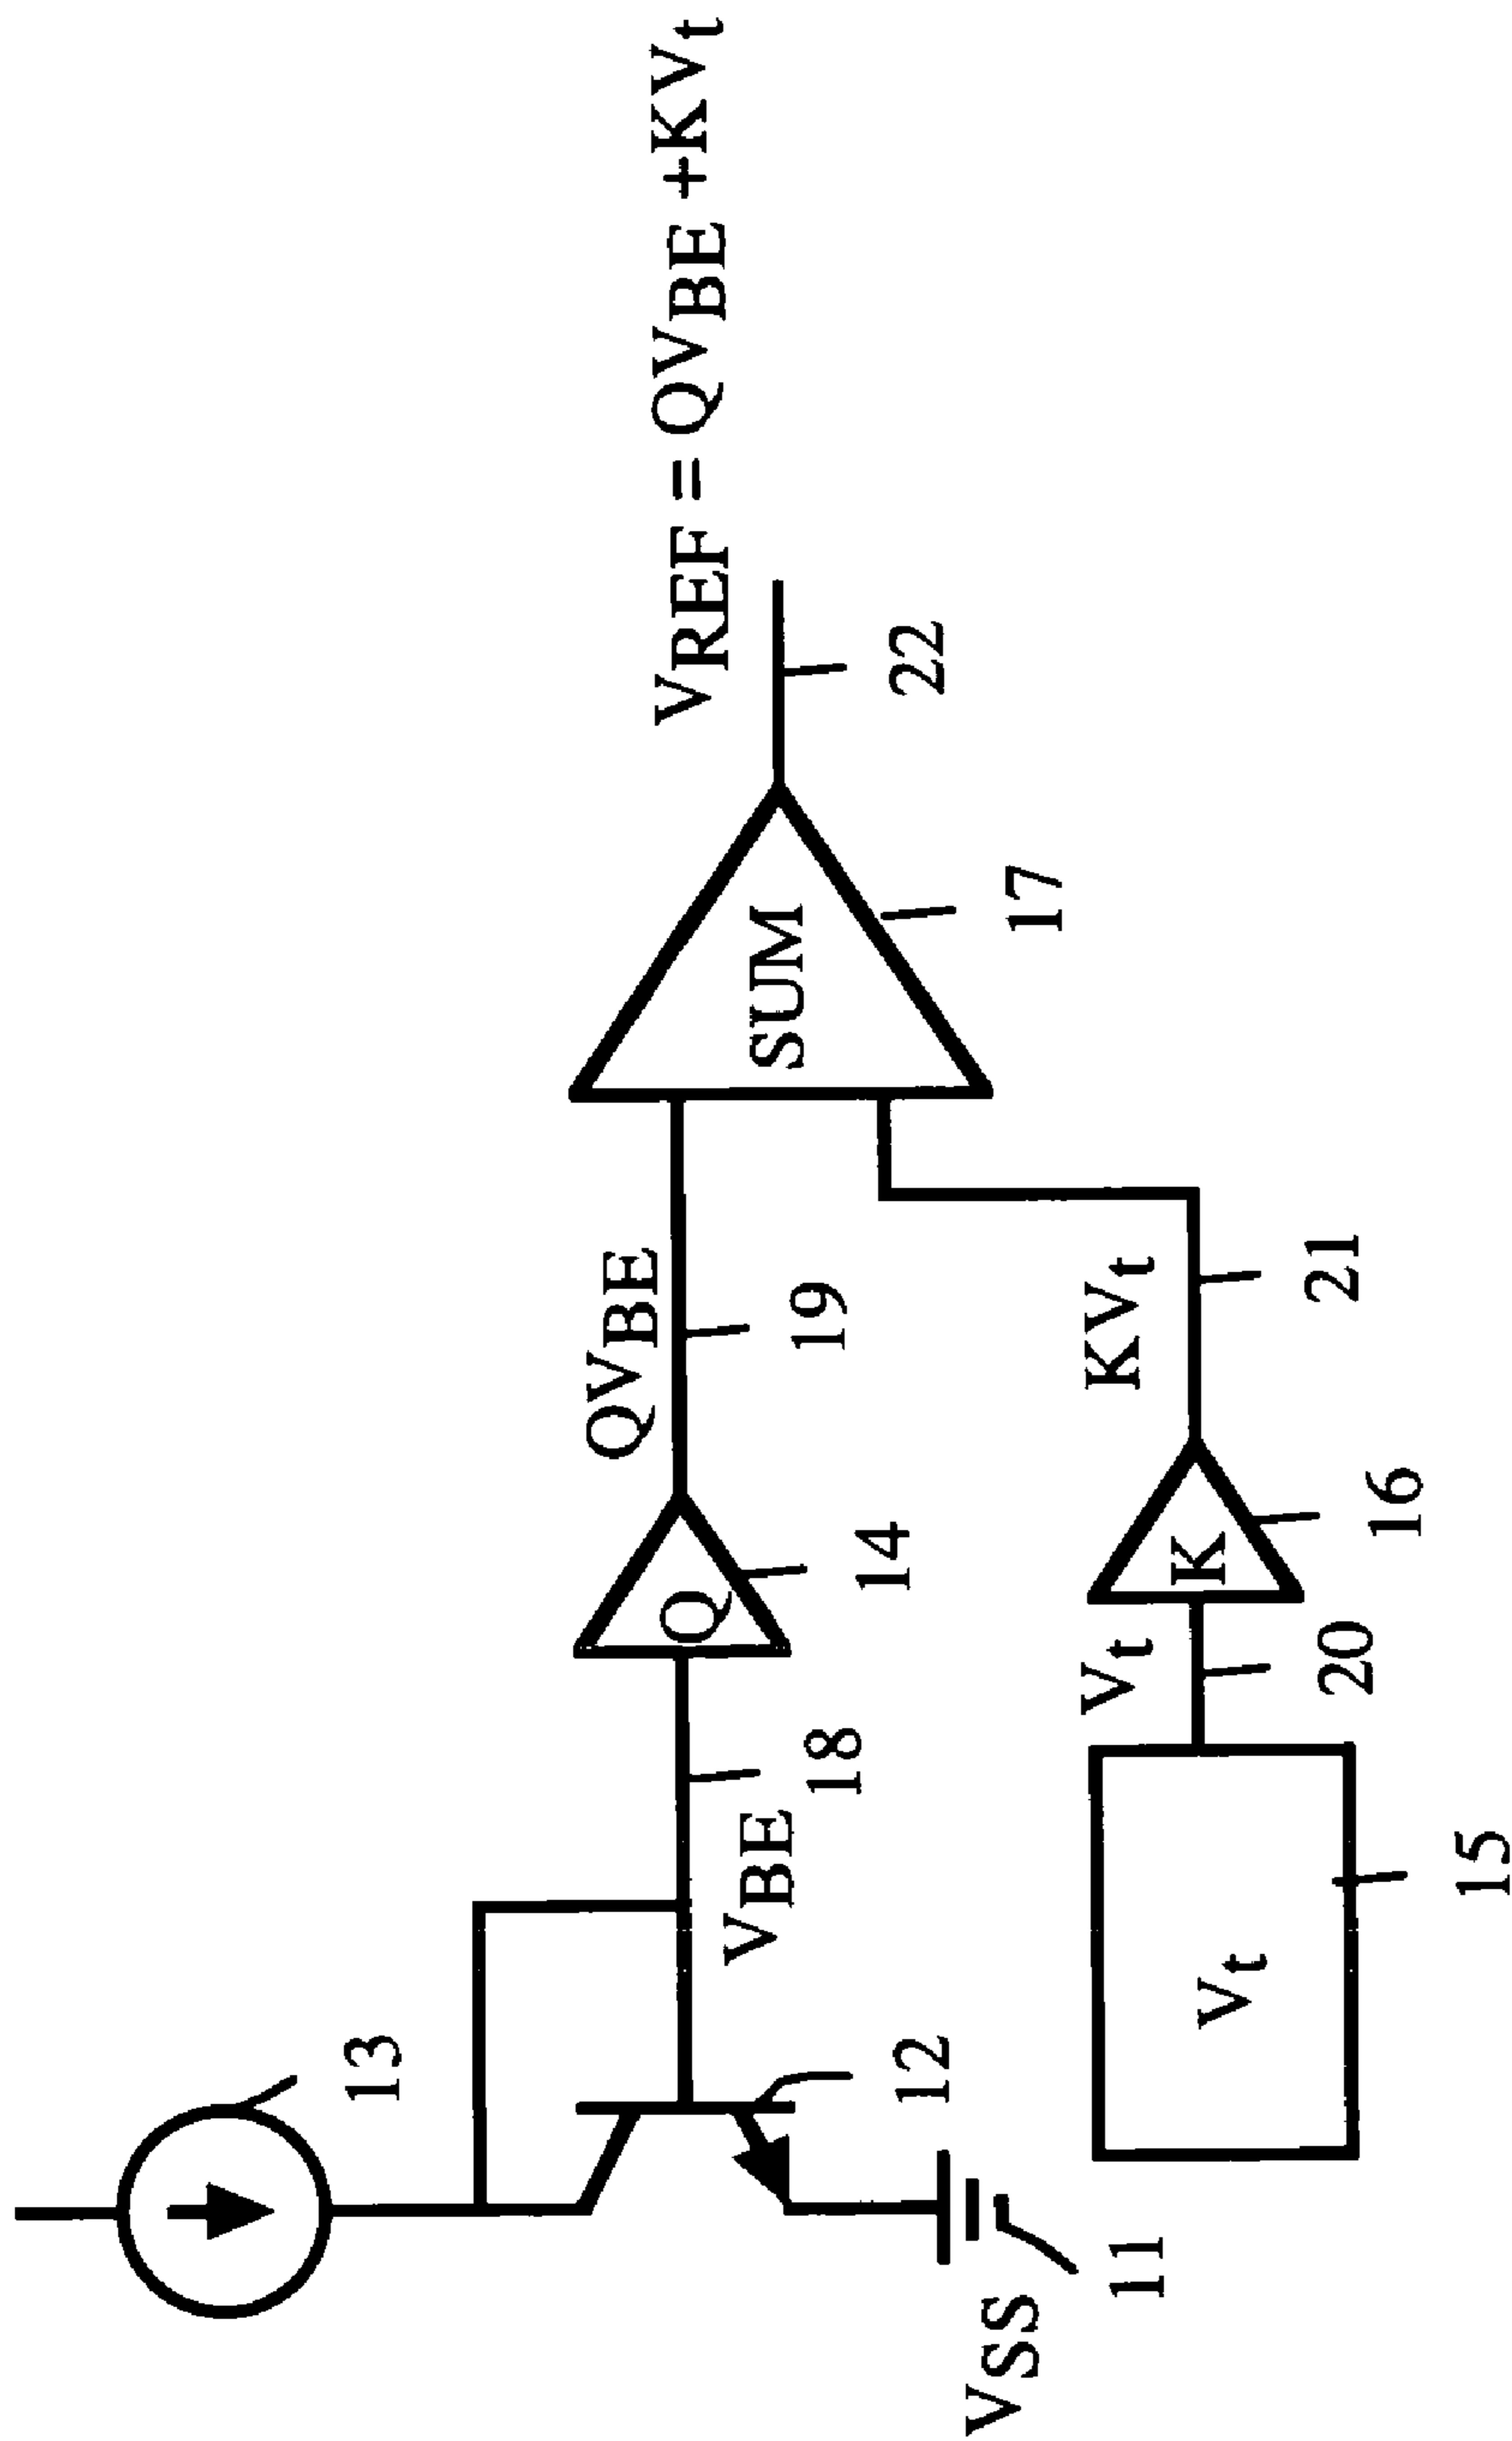 13
VREF = QVBE +KVt
QVBE
SUM
Q
18
19
22
VBE
14
17
12
VSS
11
KVt
Vt
21
K
Vt
20
16
15